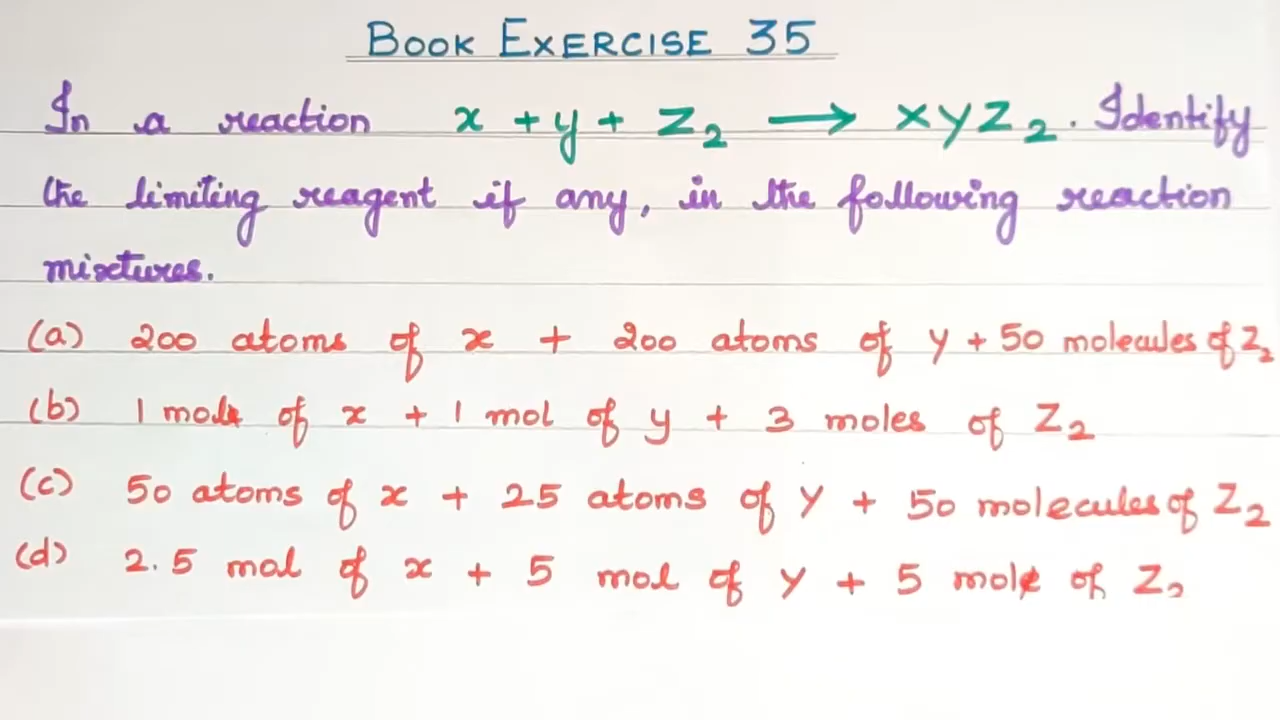 BOOK EXERCISE 35
In a reaction x + y + Z₂ → XYZ₂. Identify
the limiting reagent if any, in the following reaction
mixtures.
(a) 200 atoms of x + 200 atoms of y + 50 molecules of Z₂
(b) 1 mol of x + 1 mol of y + 3 moles of Z₂
(c) 50 atoms of x + 25 atoms of y + 50 molecules of Z₂
(d) 2.5 mol of x + 5 mol of y + 5 mol of Z₂